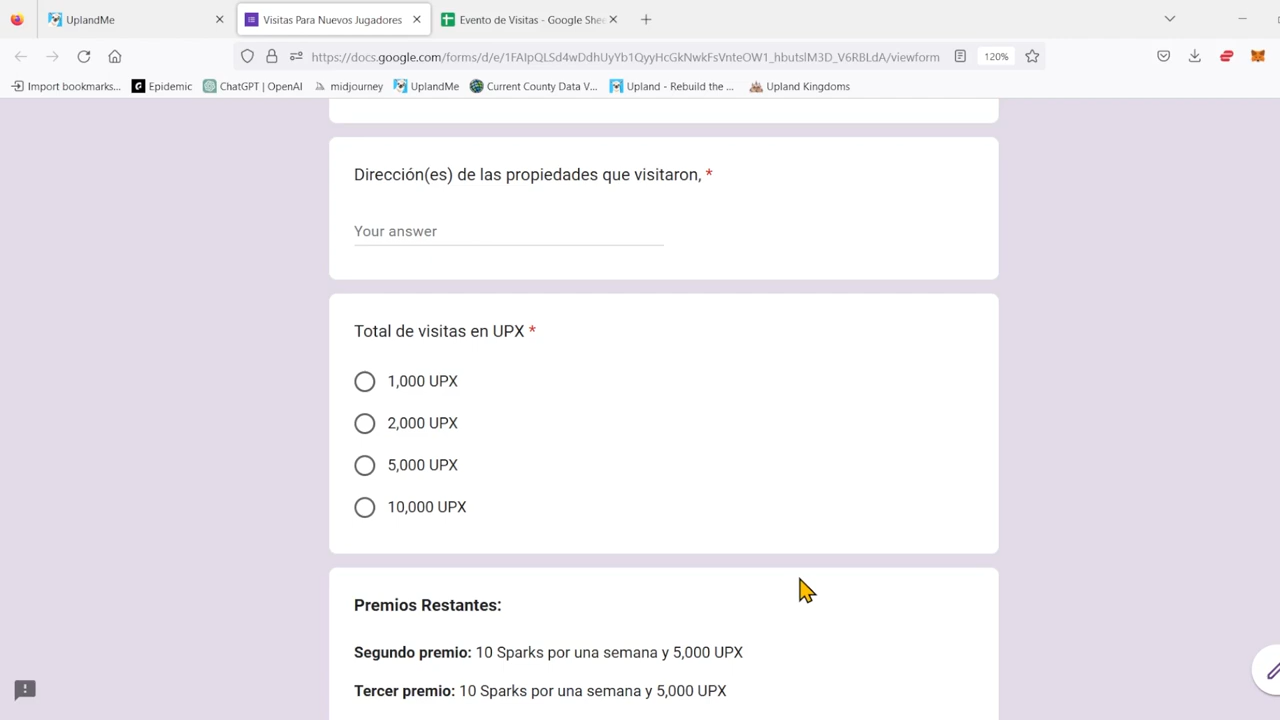 UplandMe
Visitas Para Nuevos Jugadores
Evento de Visitas - Google She
https://docs.google.com/forms/d/e/1FAIpQLSd4wDdhUyYb1QyyHcGkNwkFsVnteOW1_hbutslM3D_V6RBLdA/viewform
120%
Import bookmarks...
Epidemic
ChatGPT | OpenAI
midjourney
UplandMe
Current County Data V...
Upland - Rebuild the ...
Upland Kingdoms
Dirección(es) de las propiedades que visitaron, *
Your answer
Total de visitas en UPX *
1,000 UPX
2,000 UPX
5,000 UPX
10,000 UPX
Premios Restantes:
Segundo premio: 10 Sparks por una semana y 5,000 UPX
Tercer premio: 10 Sparks por una semana y 5,000 UPX